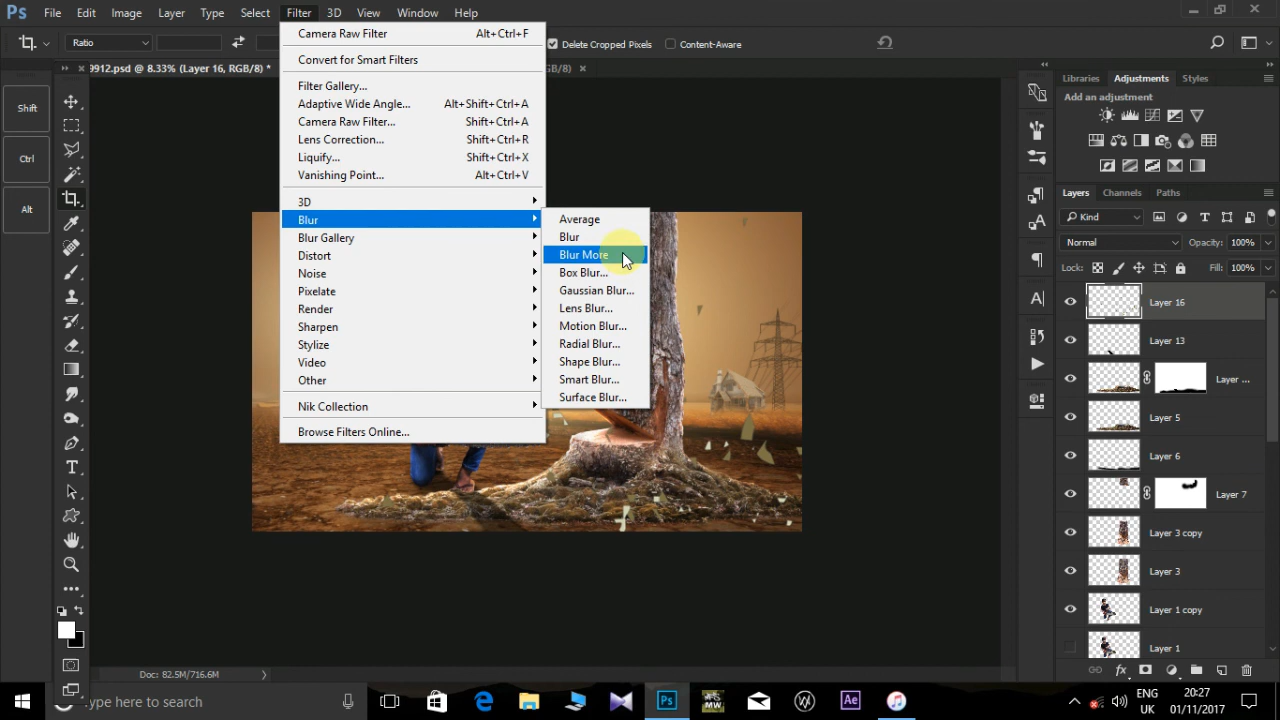 Ps File Edit Image Layer Type Select Filter 3D View Window Help
Ratio Delete Cropped Pixels Content-Aware
9912.psd @ 8.33% (Layer 16, RGB/8) * GB/8)
Shift
Ctrl
Alt
Camera Raw Filter Alt+Ctrl+F
Convert for Smart Filters
Filter Gallery...
Adaptive Wide Angle... Alt+Shift+Ctrl+A
Camera Raw Filter... Shift+Ctrl+A
Lens Correction... Shift+Ctrl+R
Liquify... Shift+Ctrl+X
Vanishing Point... Alt+Ctrl+V
3D
Blur
Blur Gallery
Distort
Noise
Pixelate
Render
Sharpen
Stylize
Video
Other
Nik Collection
Browse Filters Online...
Average
Blur
Blur More
Box Blur...
Gaussian Blur...
Lens Blur...
Motion Blur...
Radial Blur...
Shape Blur...
Smart Blur...
Surface Blur...
Libraries Adjustments Styles
Add an adjustment
Layers Channels Paths
Kind
Normal Opacity: 100%
Lock: Fill: 100%
Layer 16
Layer 13
Layer ...
Layer 5
Layer 6
Layer 7
Layer 3 copy
Layer 3
Layer 1 copy
Layer 1
Doc: 82.5M/716.6M
ype here to search
Ps
MW
W
Ae
ENG
UK
20:27
01/11/2017